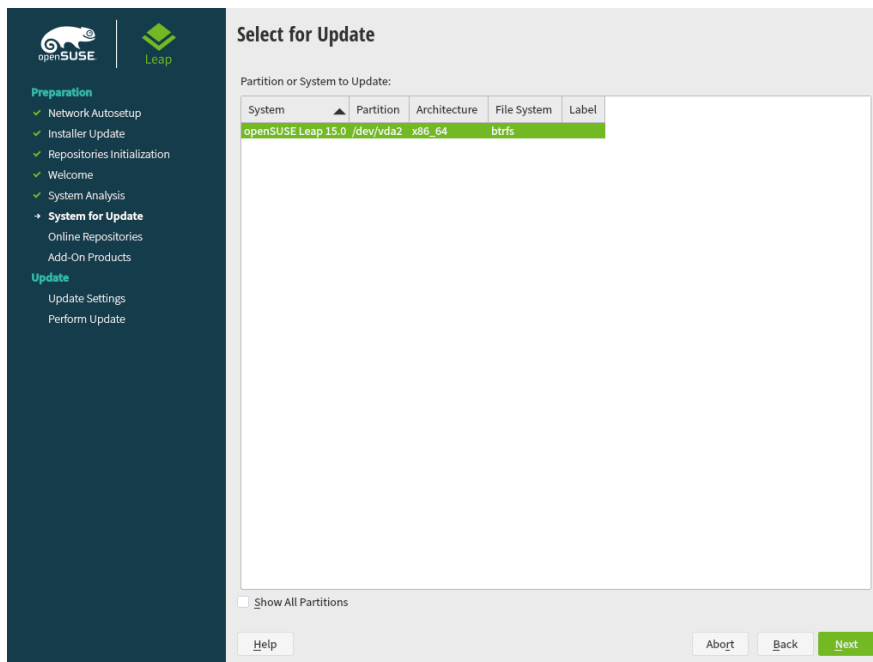 openSUSE
Leap
Preparation
Network Autosetup
Installer Update
Repositories Initialization
Welcome
System Analysis
System for Update
Online Repositories
Add-On Products
Update
Update Settings
Perform Update
Select for Update
Partition or System to Update:
System Partition Architecture File System Label
openSUSE Leap 15.0 /dev/vda2 x86_64 btrfs
Show All Partitions
Help Abort Back Next